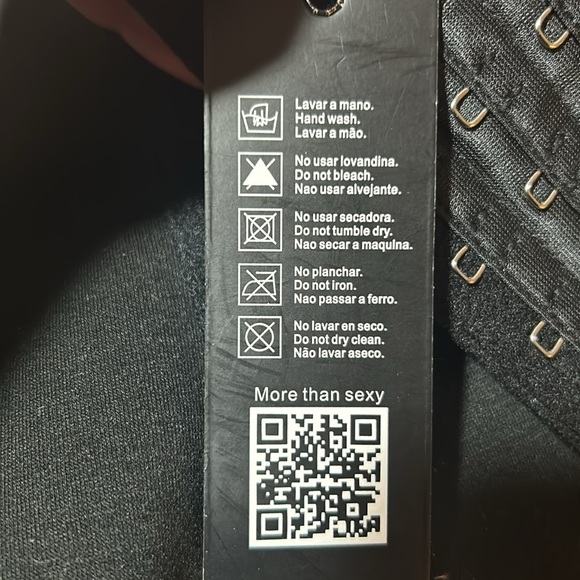 Lavar a mano.
Hand wash.
Lavar a mão.
No usar lovandina.
Do not bleach.
Nao usar alvejante.
No usar secadora.
Do not tumble dry.
Nao secar a maquina.
No planchar.
Do not iron.
Nao passar a ferro.
No lavar en seco.
Do not dry clean.
Não lavar aseco.
More than sexy